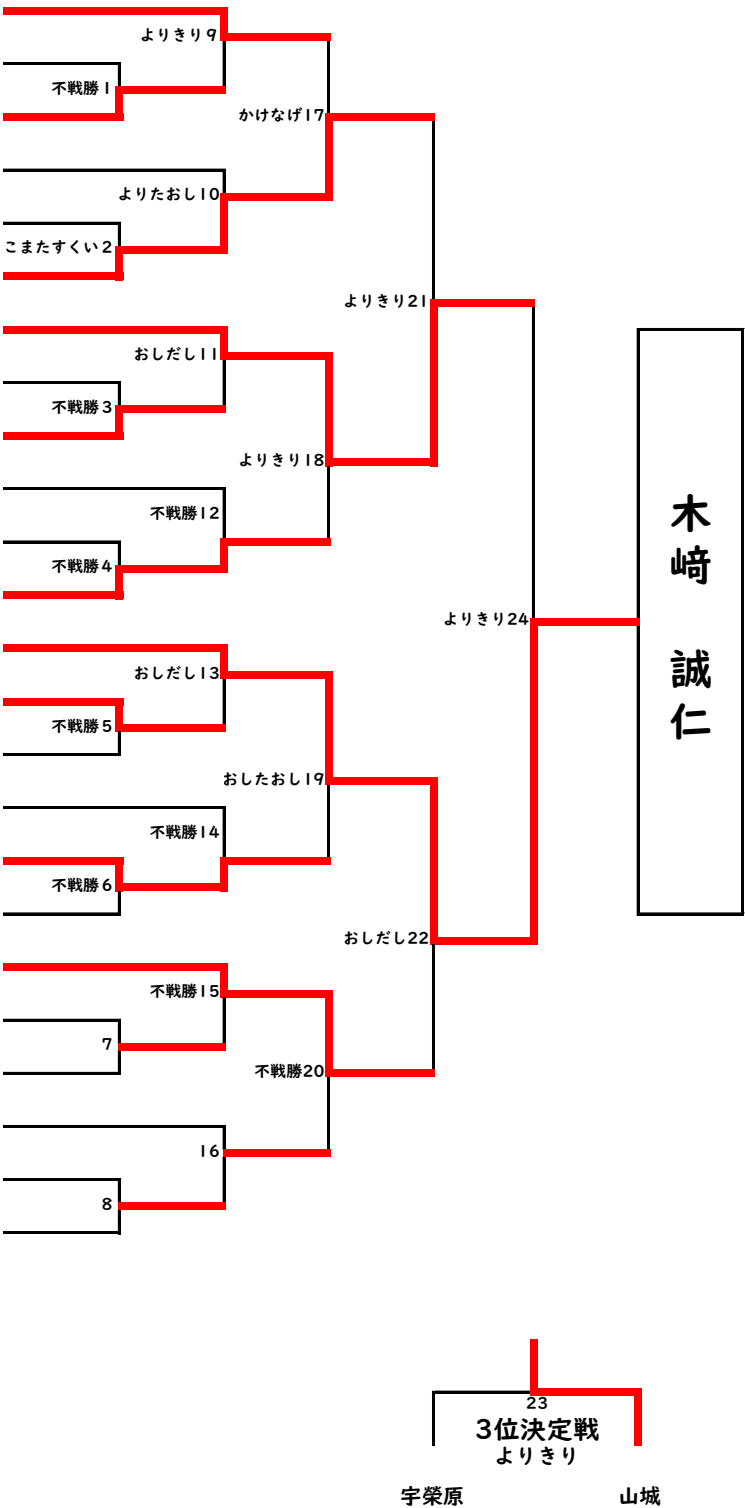 よりきり9
不戦勝1
かけなげ17
よりたおし10
こまたすくい2
よりきり21
おしだし11
不戦勝3
よりきり18
不戦勝12
不戦勝4
木﨑　誠仁
よりきり24
おしだし13
不戦勝5
おしたおし19
不戦勝14
不戦勝6
おしだし22
不戦勝15
7
不戦勝20
16
8
23
3位決定戦
よりきり
宇榮原
山城